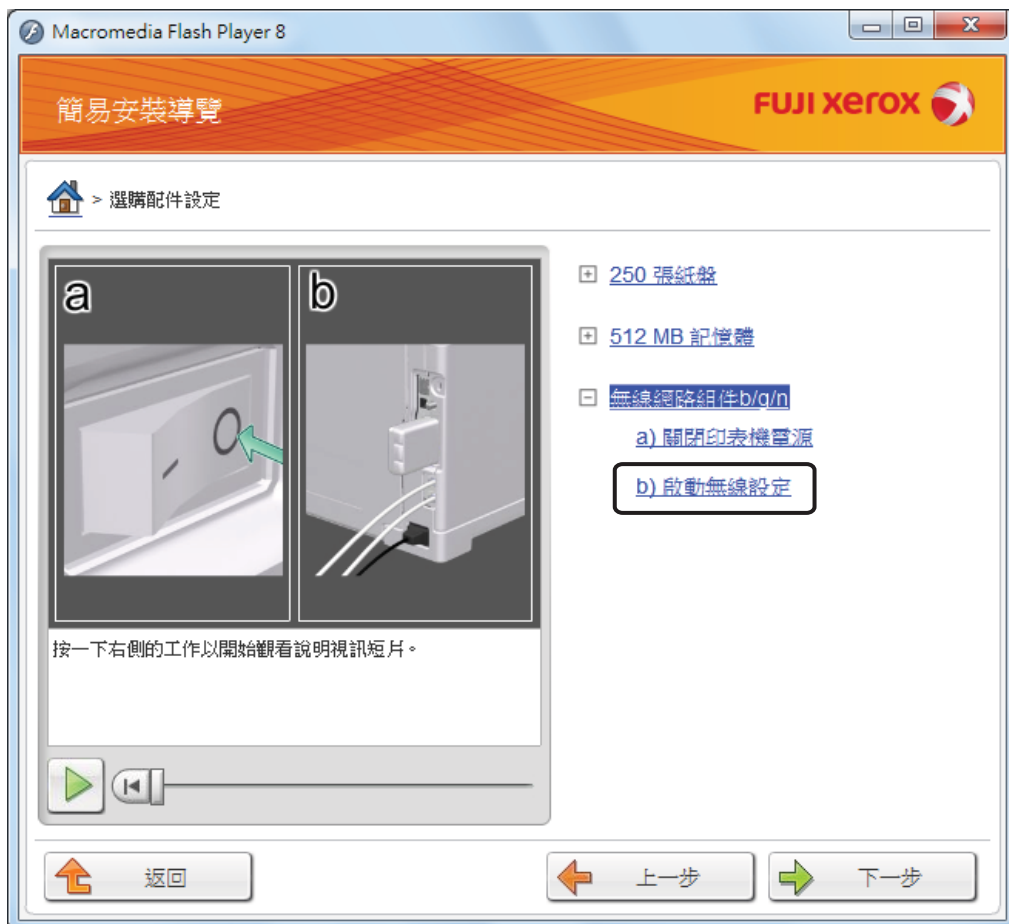 Macromedia Flash Player 8
簡易安裝導覽
FUJI xerox
> 選購配件設定
a
b
250 張紙盤
512 MB 記憶體
無線網路組件b/g/n
a) 關閉印表機電源
b) 啟動無線設定
按一下右側的工作以開始觀看說明視訊短片。
返回
上一步
下一步